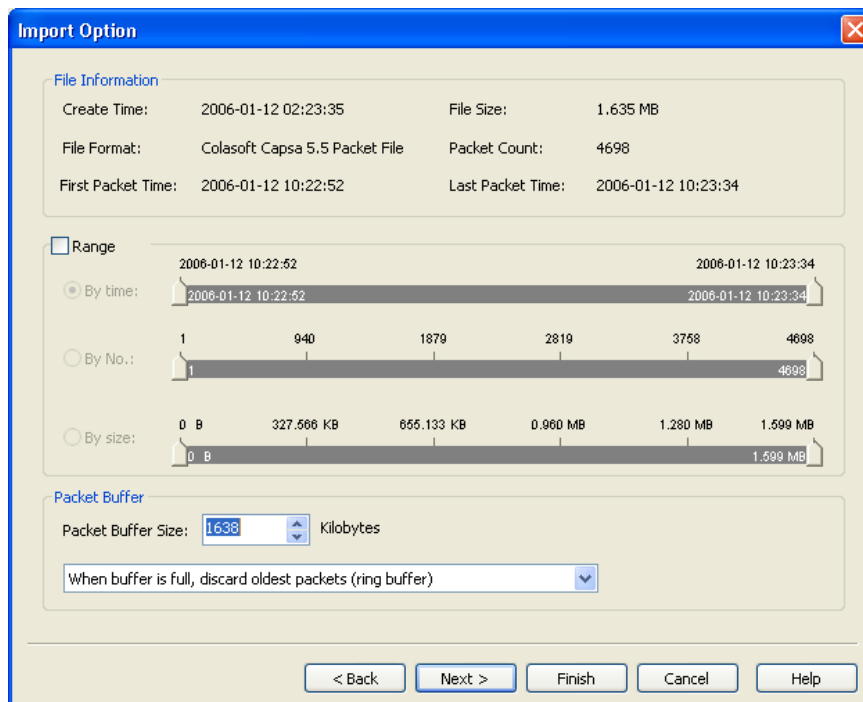 Import Option
File Information
Create Time: 2006-01-12 02:23:35 File Size: 1.635 MB
File Format: Colasoft Capsa 5.5 Packet File Packet Count: 4698
First Packet Time: 2006-01-12 10:22:52 Last Packet Time: 2006-01-12 10:23:34
Range
2006-01-12 10:22:52 2006-01-12 10:23:34
By time: 2006-01-12 10:22:52 2006-01-12 10:23:34
1 940 1879 2819 3758 4698
By No.: 1 4698
0 B 327.566 KB 655.133 KB 0.960 MB 1.280 MB 1.599 MB
By size: 0 B 1.599 MB
Packet Buffer
Packet Buffer Size: 1638 Kilobytes
When buffer is full, discard oldest packets (ring buffer)
< Back Next > Finish Cancel Help